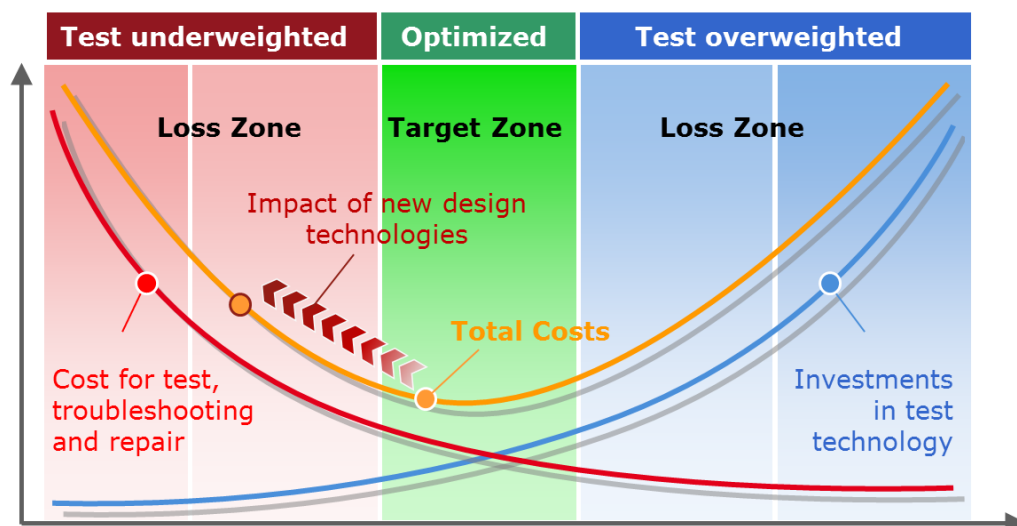 Test underweighted
Optimized
Test overweighted
Loss Zone
Target Zone
Loss Zone
Impact of new design
technologies
Total Costs
Cost for test,
troubleshooting
and repair
Investments
in test
technology